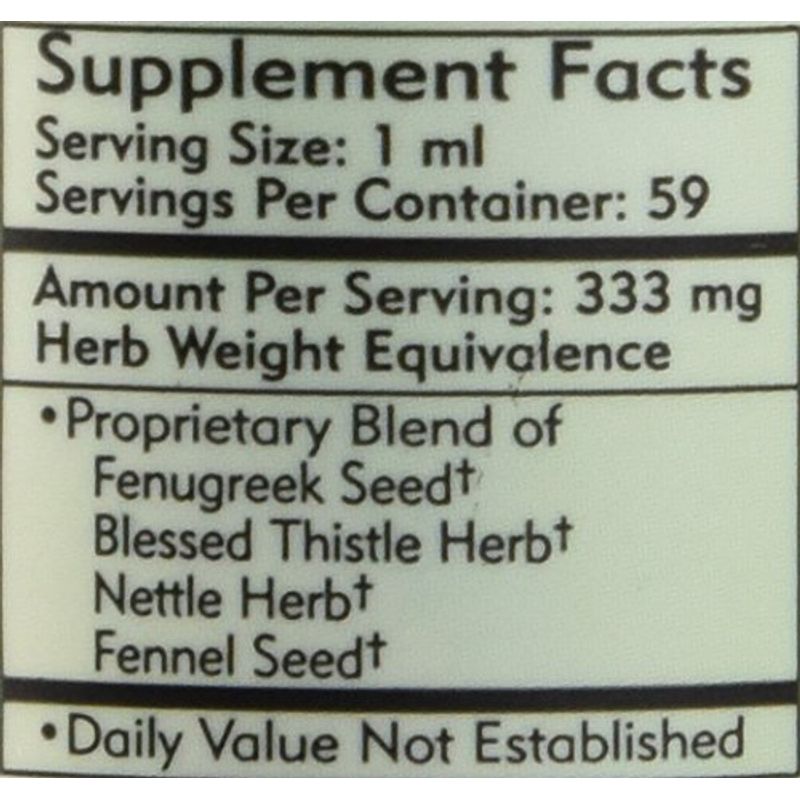 Supplement Facts
Serving Size: 1 ml
Servings Per Container: 59
Amount Per Serving: 333 mg
Herb Weight Equivalence
•Proprietary Blend of
Fenugreek Seed†
Blessed Thistle Herb†
Nettle Herb†
Fennel Seed†
•Daily Value Not Established